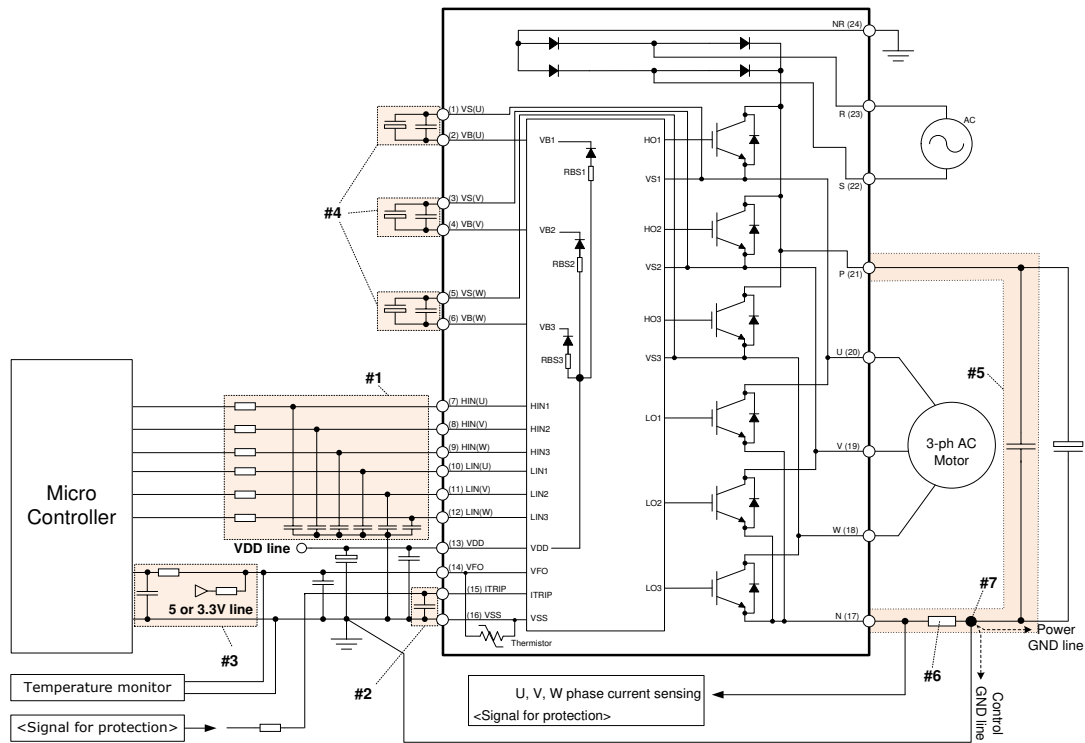 NR (24)
R (23)
AC
S (22)
(1) VS(U)
(2) VB(U)
VB1
RBS1
HO1
VS1
#4
(3) VS(V)
(4) VB(V)
VB2
RBS2
HO2
VS2
P (21)
(5) VS(W)
(6) VB(W)
VB3
RBS3
HO3
VS3
U (20)
#5
#1
(7) HIN(U)
HIN1
(8) HIN(V)
HIN2
(9) HIN(W)
HIN3
(10) LIN(U)
LIN1
(11) LIN(V)
LIN2
(12) LIN(W)
LIN3
LO1
V (19)
3-ph AC
Motor
Micro
Controller
LO2
W (18)
VDD line
(13) VDD
VDD
(14) VFO
VFO
(15) ITRIP
ITRIP
(16) VSS
VSS
Thermistor
LO3
N (17)
#7
5 or 3.3V line
#3
#2
#6
Power
GND line
Control
GND line
Temperature monitor
<Signal for protection>
U, V, W phase current sensing
<Signal for protection>